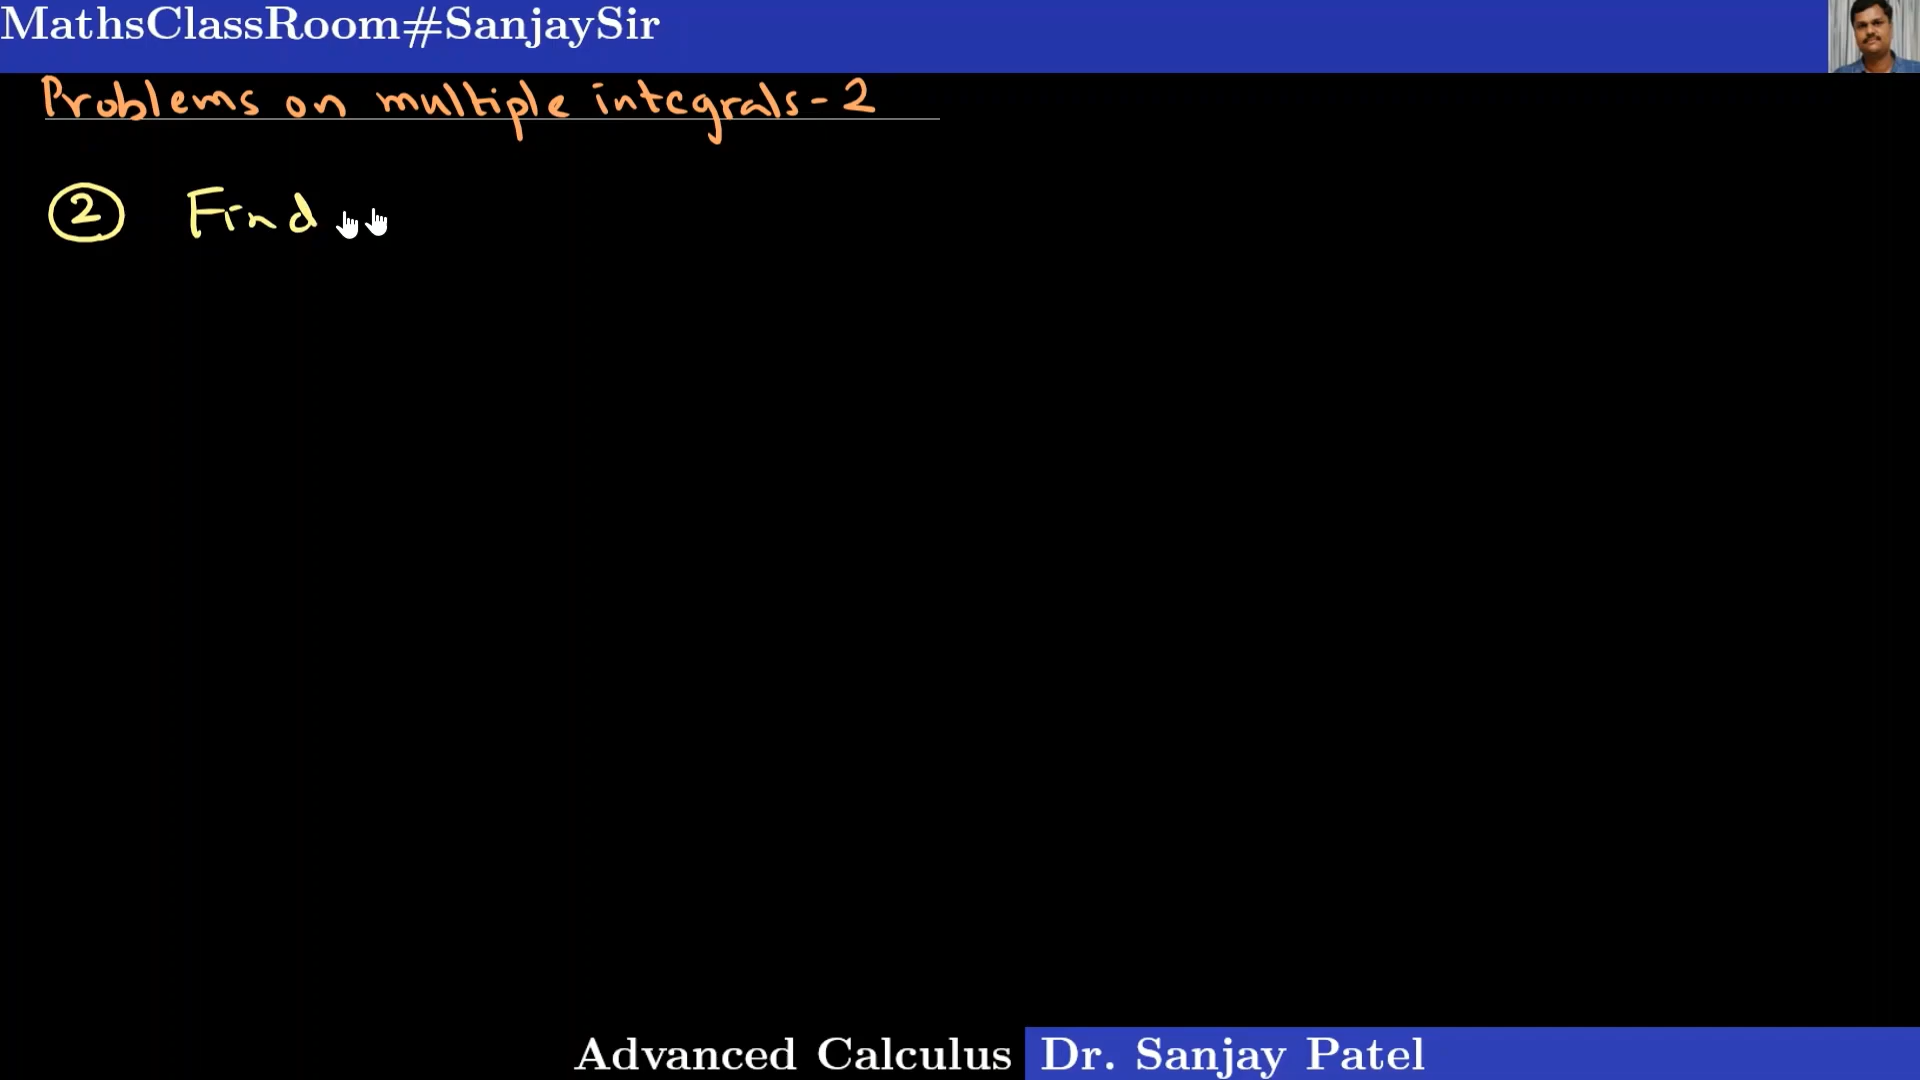 MathsClassRoom#SanjaySir
Problems on multiple integrals-2
2 Find
Advanced Calculus Dr. Sanjay Patel